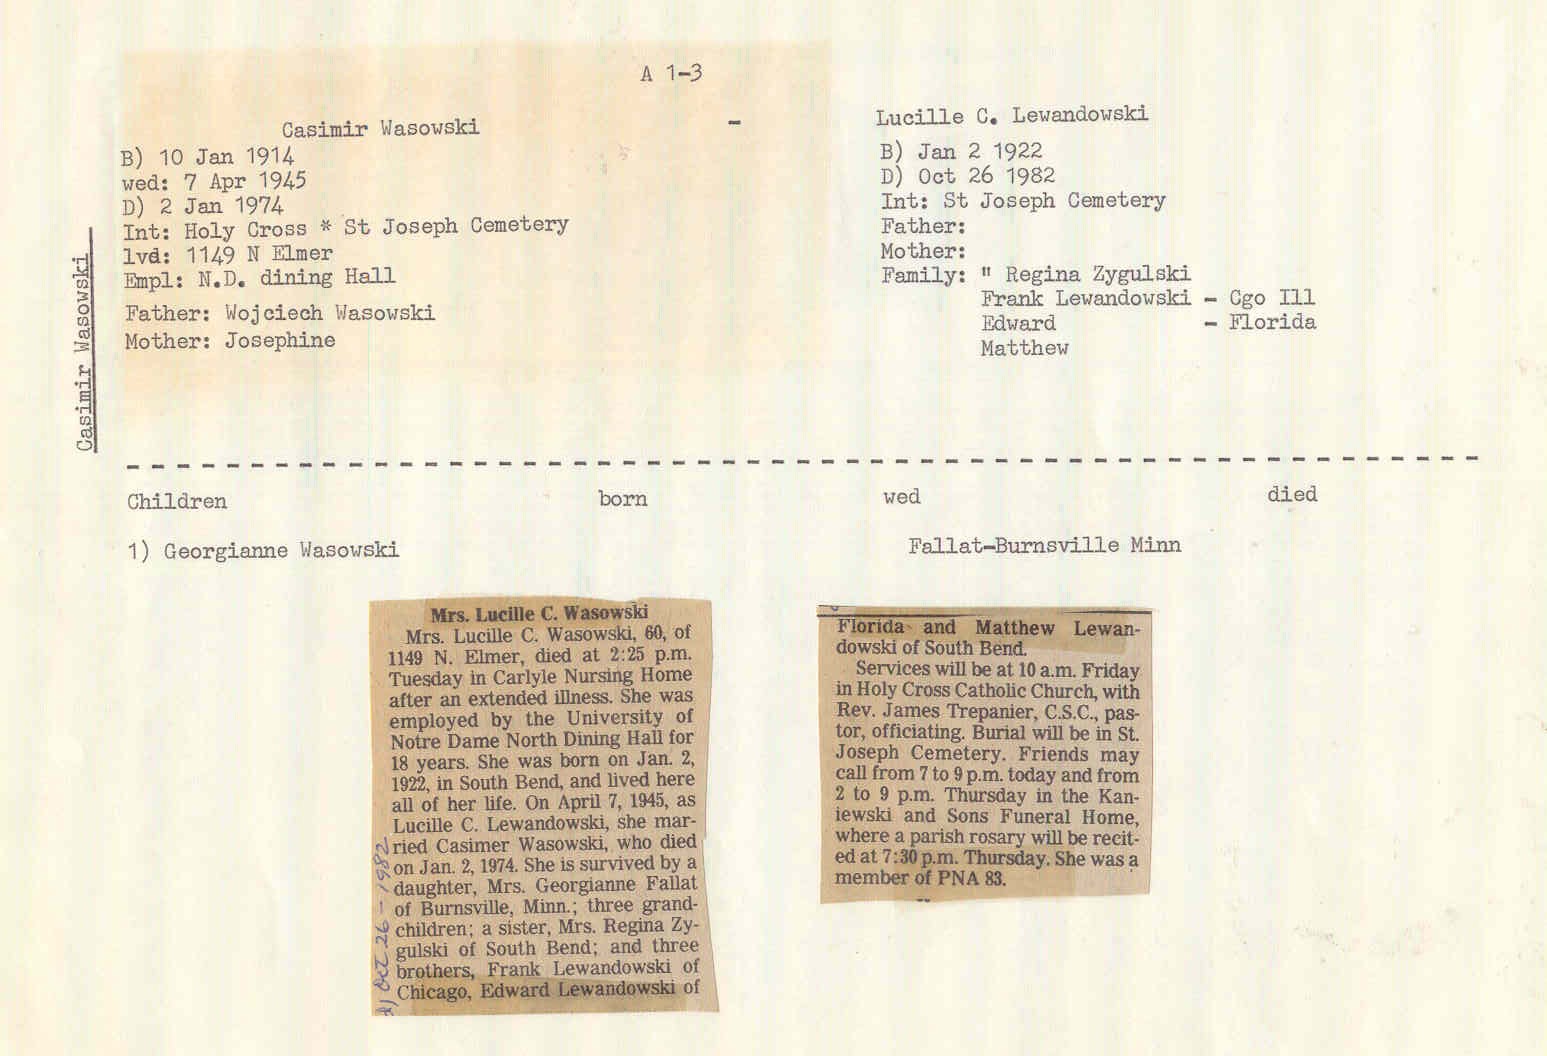 A 1-3
Casimir Wasowski
-
B) 10 Jan 1914
wed: 7 Apr 1945
D) 2 Jan 1974
Int: Holy Cross * St Joseph Cemetery
lvd: 1149 N Elmer
Empl: N.D. dining Hall
Father: Wojciech Wasowski
Mother: Josephine
Casimir Wasowski
Lucille C. Lewandowski
B) Jan 2 1922
D) Oct 26 1982
Int: St Joseph Cemetery
Father:
Mother:
Family: " Regina Zygulski
Frank Lewandowski - Cgo Ill
Edward - Florida
Matthew
Children born wed died
1) Georgianne Wasowski Fallat-Burnsville Minn
Mrs. Lucille C. Wasowski
Mrs. Lucille C. Wasowski, 60, of
1149 N. Elmer, died at 2:25 p.m.
Tuesday in Carlyle Nursing Home
after an extended illness. She was
employed by the University of
Notre Dame North Dining Hall for
18 years. She was born on Jan. 2,
1922, in South Bend, and lived here
all of her life. On April 7, 1945, as
Lucille C. Lewandowski, she mar-
ried Casimer Wasowski, who died
on Jan. 2, 1974. She is survived by a
daughter, Mrs. Georgianne Fallat
of Burnsville, Minn.; three grand-
children; a sister, Mrs. Regina Zy-
gulski of South Bend; and three
brothers, Frank Lewandowski of
Chicago, Edward Lewandowski of
d) Oct 26 - 1982
Florida and Matthew Lewan-
dowski of South Bend.
Services will be at 10 a.m. Friday
in Holy Cross Catholic Church, with
Rev. James Trepanier, C.S.C., pas-
tor, officiating. Burial will be in St.
Joseph Cemetery. Friends may
call from 7 to 9 p.m. today and from
2 to 9 p.m. Thursday in the Kan-
iewski and Sons Funeral Home,
where a parish rosary will be recit-
ed at 7:30 p.m. Thursday. She was a
member of PNA 83.